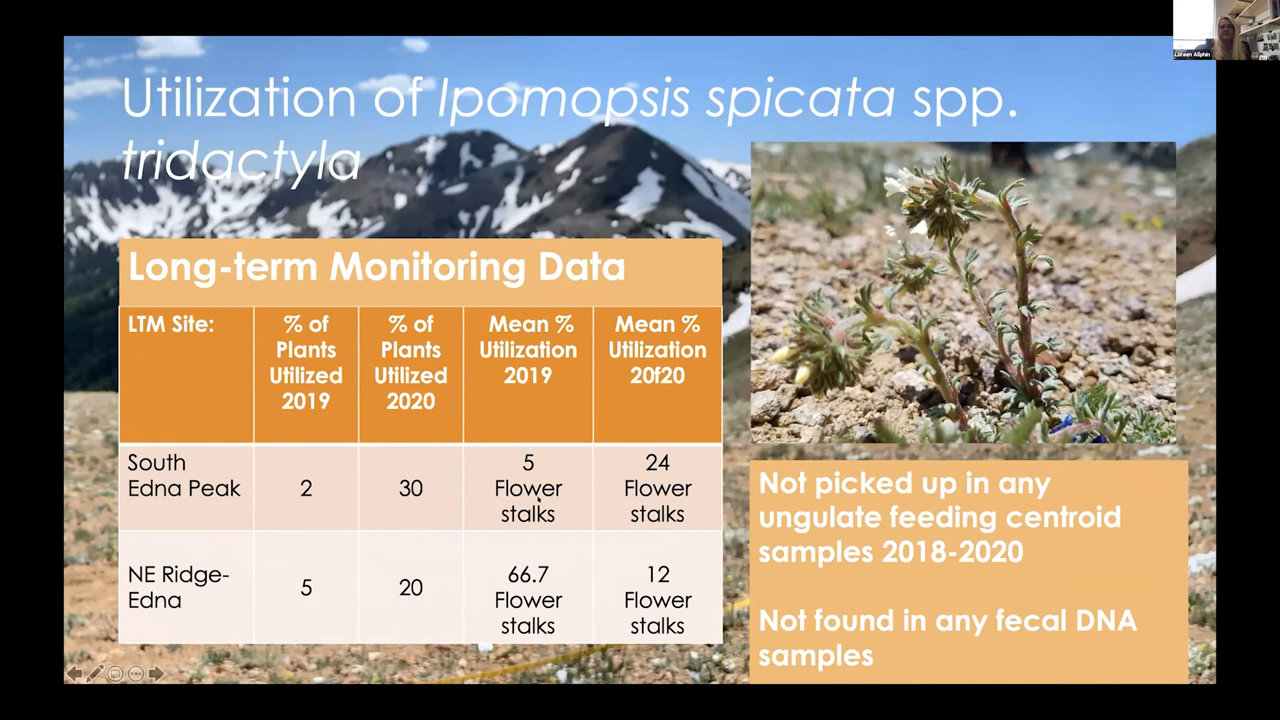 Utilization of Ipomopsis spicata spp.
tridactyla
Long-term Monitoring Data
LTM Site:
% of
Plants
Utilized
2019
% of
Plants
Utilized
2020
Mean %
Utilization
2019
Mean %
Utilization
20f20
South
Edna Peak
2
30
5
Flower
stalks
24
Flower
stalks
NE Ridge-
Edna
5
20
66.7
Flower
stalks
12
Flower
stalks
Not picked up in any
ungulate feeding centroid
samples 2018-2020
Not found in any fecal DNA
samples
Loreen Allphin